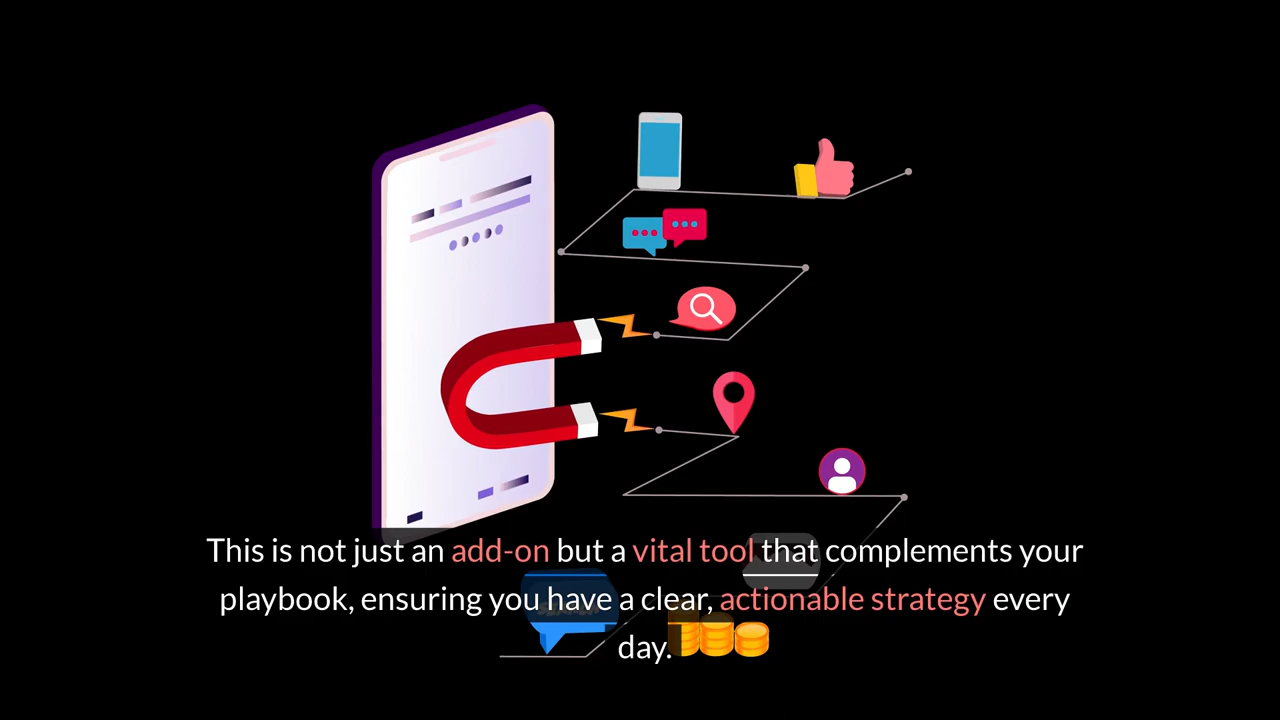 This is not just an add-on but a vital tool that complements your
playbook, ensuring you have a clear, actionable strategy every
day.